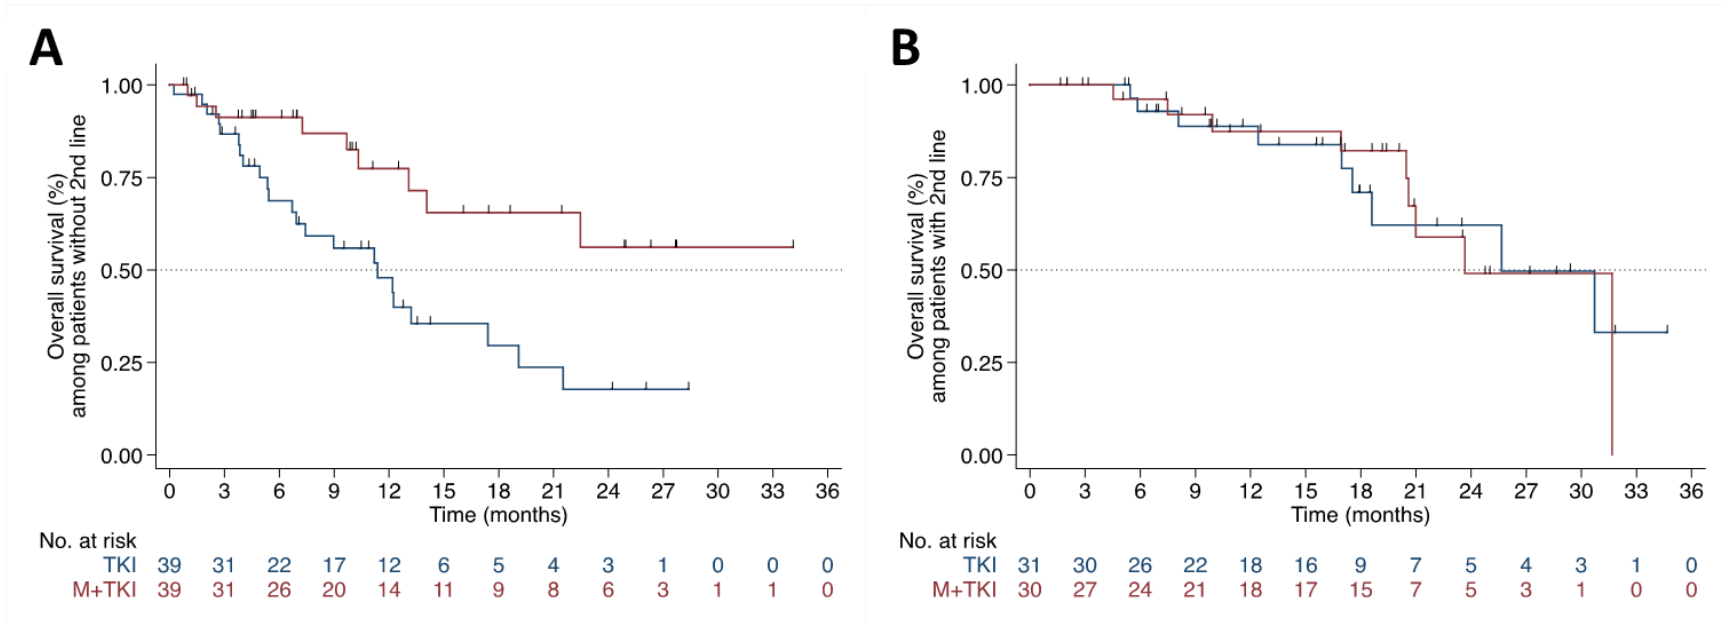 A
Overall survival (%)
among patients without 2nd line
1.00
0.75
0.50
0.25
0.00
0 3 6 9 12 15 18 21 24 27 30 33 36
Time (months)
No. at risk
TKI 39 31 22 17 12 6 5 4 3 1 0 0 0
M+TKI 39 31 26 20 14 11 9 8 6 3 1 1 0
B
Overall survival (%)
among patients with 2nd line
1.00
0.75
0.50
0.25
0.00
0 3 6 9 12 15 18 21 24 27 30 33 36
Time (months)
No. at risk
TKI 31 30 26 22 18 16 9 7 5 4 3 1 0
M+TKI 30 27 24 21 18 17 15 7 5 3 1 0 0